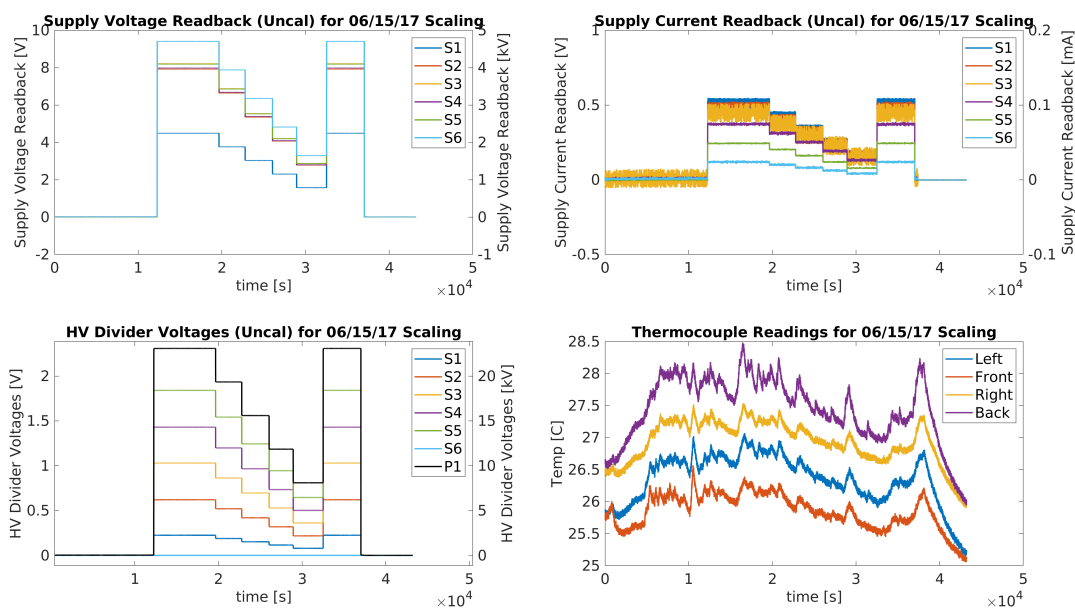 Supply Voltage Readback (Uncal) for 06/15/17 Scaling
Supply Voltage Readback [V]
10
8
6
4
2
0
-2
0
1
2
3
4
5
×10⁴
time [s]
5
4
3
2
1
0
-1
Supply Voltage Readback [kV]
S1
S2
S3
S4
S5
S6
Supply Current Readback (Uncal) for 06/15/17 Scaling
Supply Current Readback [V]
1
0.5
0
-0.5
0
1
2
3
4
5
×10⁴
time [s]
0.2
0.1
0
-0.1
Supply Current Readback [mA]
S1
S2
S3
S4
S5
S6
HV Divider Voltages (Uncal) for 06/15/17 Scaling
HV Divider Voltages [V]
2
1.5
1
0.5
0
1
2
3
4
5
×10⁴
time [s]
20
15
10
5
0
HV Divider Voltages [kV]
S1
S2
S3
S4
S5
S6
P1
Thermocouple Readings for 06/15/17 Scaling
Temp [C]
28.5
28
27.5
27
26.5
26
25.5
25
0
1
2
3
4
5
×10⁴
time [s]
Left
Front
Right
Back